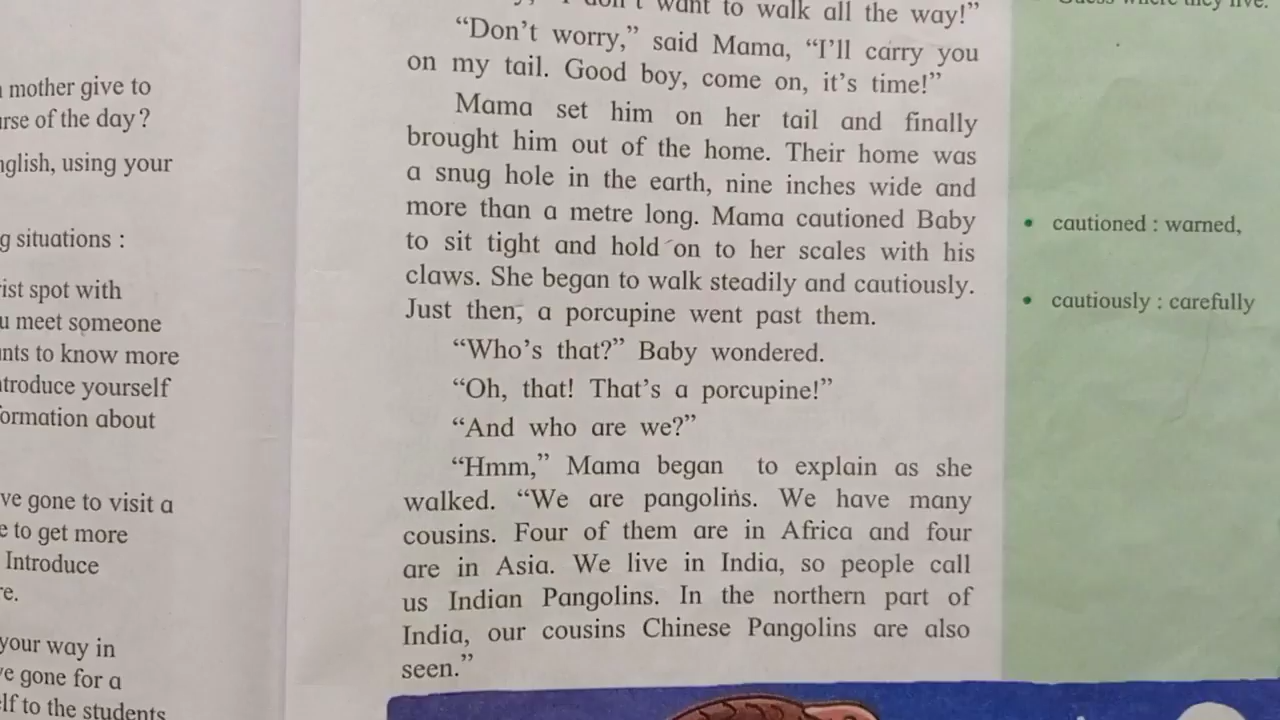 mother give to
of the day?
using your
situations :
spot with
meet someone
to know more
yourself
about
gone to visit a
to get more
Introduce
your way in
gone for a
to the students
want to walk all the way!”
“Don’t worry,” said Mama, “I’ll carry you
on my tail. Good boy, come on, it’s time!”
Mama set him on her tail and finally
brought him out of the home. Their home was
a snug hole in the earth, nine inches wide and
more than a metre long. Mama cautioned Baby
to sit tight and hold on to her scales with his
claws. She began to walk steadily and cautiously.
Just then, a porcupine went past them.
“Who’s that?” Baby wondered.
“Oh, that! That’s a porcupine!”
“And who are we?”
“Hmm,” Mama began to explain as she
walked. “We are pangolins. We have many
cousins. Four of them are in Africa and four
are in Asia. We live in India, so people call
us Indian Pangolins. In the northern part of
India, our cousins Chinese Pangolins are also
seen.”
where they live.
• cautioned : warned,
• cautiously : carefully